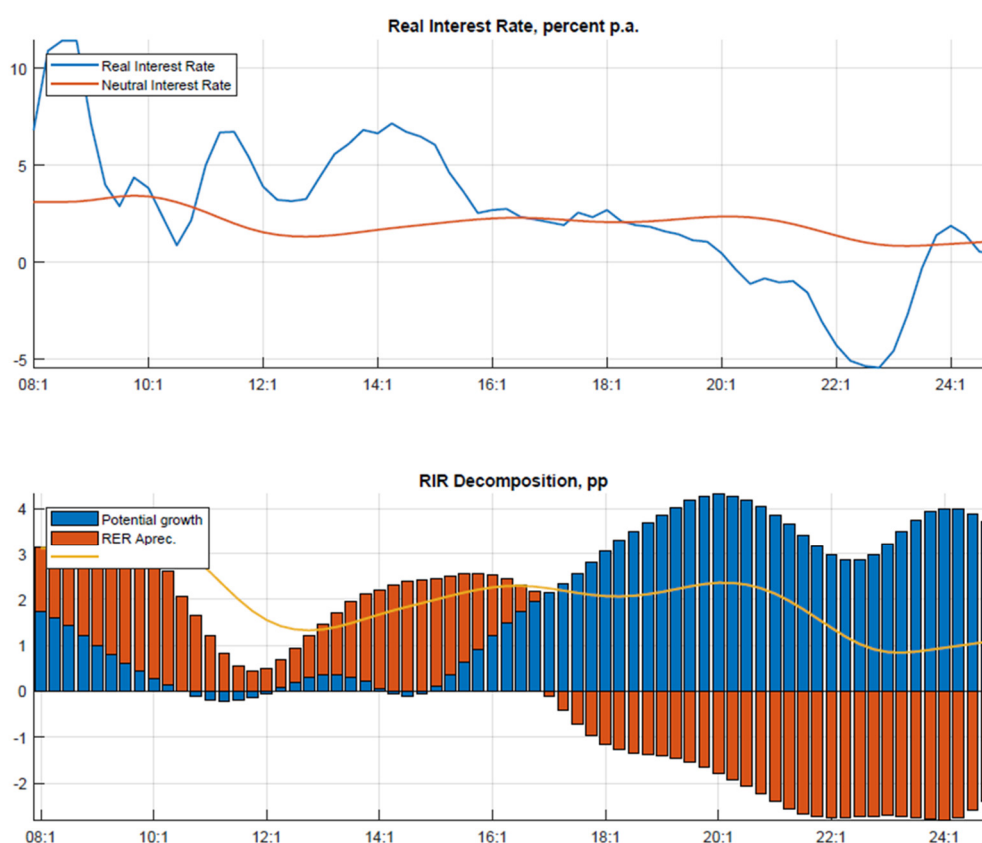 Real Interest Rate, percent p.a.
10
5
0
-5
Real Interest Rate
Neutral Interest Rate
08:1 10:1 12:1 14:1 16:1 18:1 20:1 22:1 24:1
RIR Decomposition, pp
4
3
2
1
0
-1
-2
Potential growth
RER Aprec.
08:1 10:1 12:1 14:1 16:1 18:1 20:1 22:1 24:1